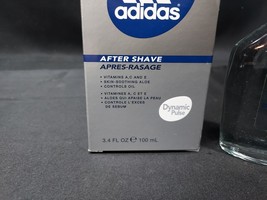 adidas
AFTER SHAVE
APRES-RASAGE
• VITAMINS A, C AND E
• SKIN-SOOTHING ALOE
• CONTROLS OIL
• VITAMINES A, C ET E
• ALOES QUI APAISE LA PEAU
• CONTROLE L'EXCES
DE SEBUM
Dynamic
Pulse
3.4 FL OZ 100 mL